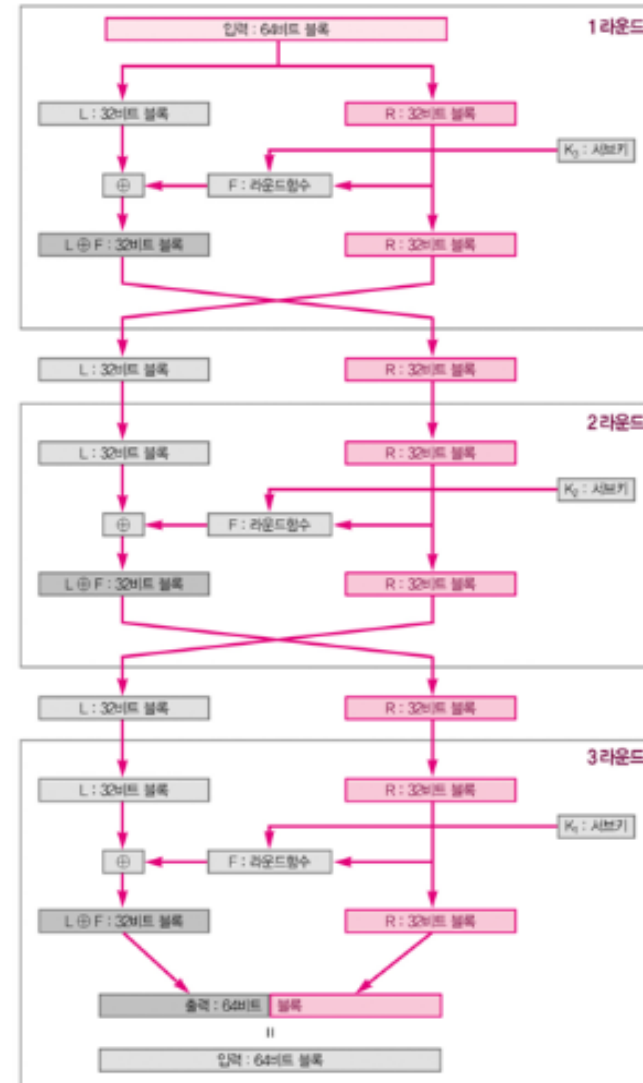 1 라운드
입력 : 64비트 블록
L : 32비트 블록
R : 32비트 블록
K₃ : 서브키
⊕
F : 라운드함수
L ⊕ F : 32비트 블록
R : 32비트 블록
L : 32비트 블록
R : 32비트 블록
2 라운드
L : 32비트 블록
R : 32비트 블록
K₂ : 서브키
⊕
F : 라운드함수
L ⊕ F : 32비트 블록
R : 32비트 블록
L : 32비트 블록
R : 32비트 블록
3 라운드
L : 32비트 블록
R : 32비트 블록
K₁ : 서브키
⊕
F : 라운드함수
L ⊕ F : 32비트 블록
R : 32비트 블록
출력 : 64비트 블록
=
입력 : 64비트 블록